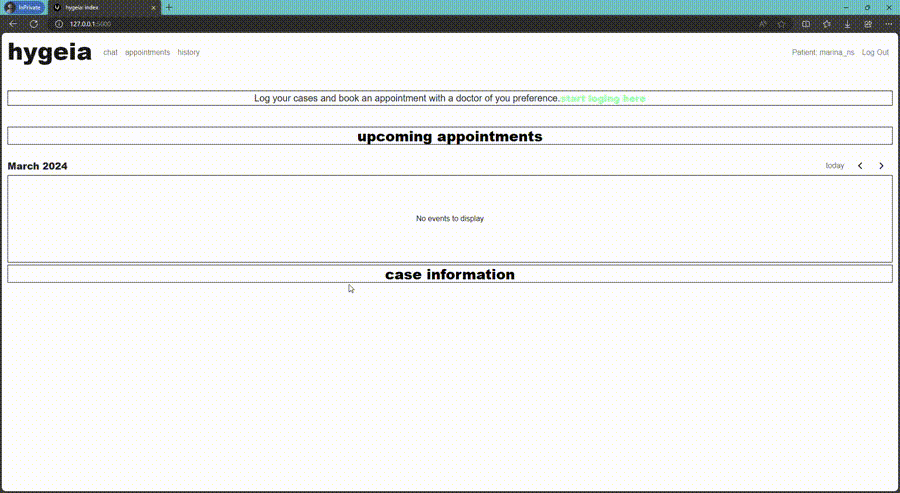 InPrivate
hygeia: index
127.0.0.1:5000
hygeia
chat appointments history
Patient: marina_ns Log Out
Log your cases and book an appointment with a doctor of you preference.start loging here
upcoming appointments
March 2024
today
No events to display
case information